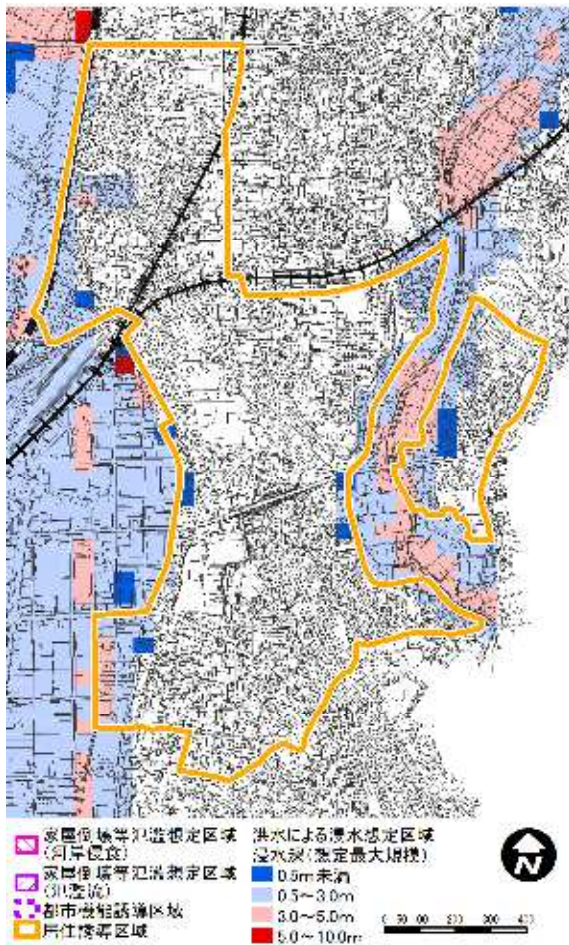 家屋倒壊等氾濫想定区域
(河岸侵食)
家屋倒壊等氾濫想定区域
(氾濫流)
都市機能誘導区域
居住誘導区域
洪水による浸水想定区域
浸水深(想定最大規模)
0.5m未満
0.5～3.0m
3.0～5.0m
5.0～10.0m
N